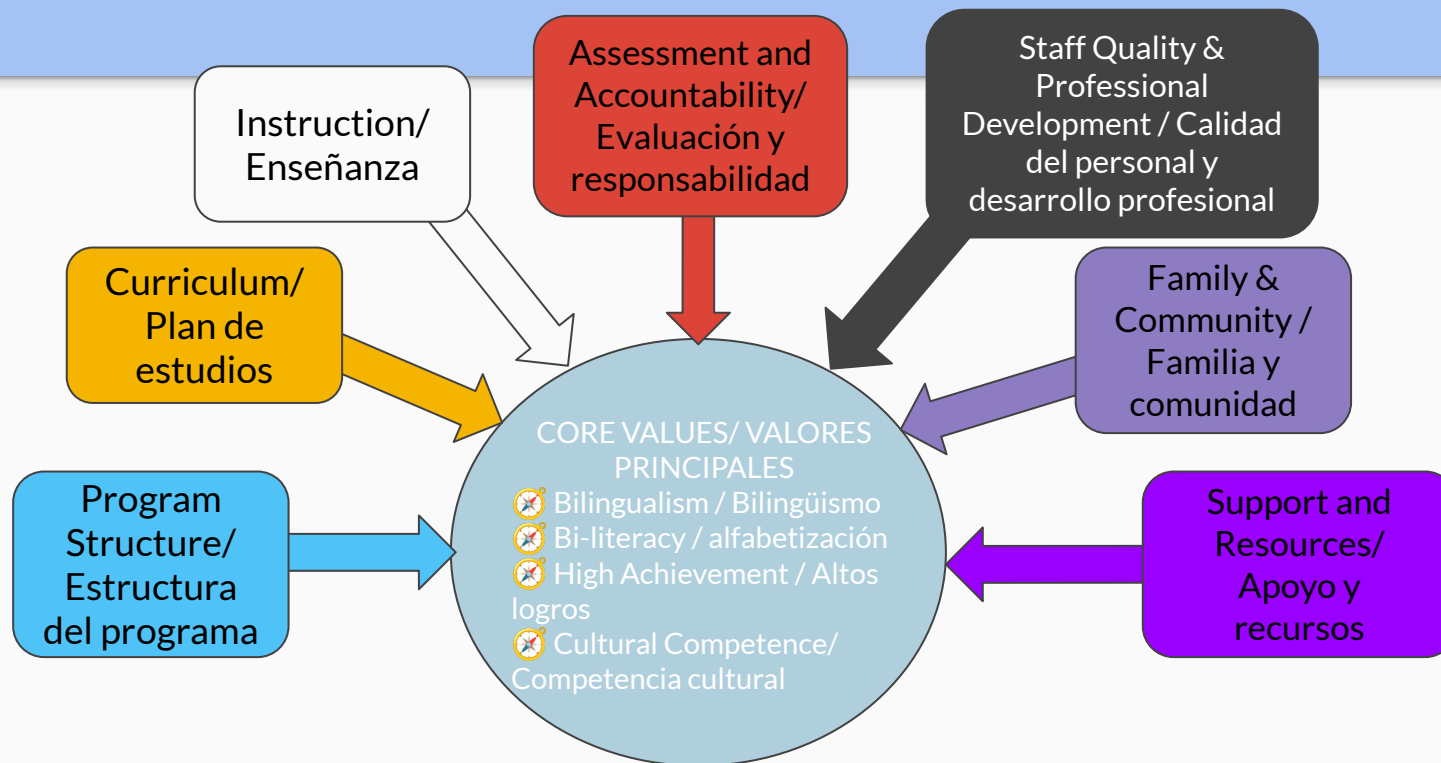 Instruction/
Enseñanza
Assessment and
Accountability/
Evaluación y
responsabilidad
Staff Quality &
Professional
Development / Calidad
del personal y
desarrollo profesional
Curriculum/
Plan de
estudios
Family &
Community /
Familia y
comunidad
Program
Structure/
Estructura
del programa
CORE VALUES/ VALORES
PRINCIPALES
Bilingualism / Bilingüismo
Bi-literacy / alfabetización
High Achievement / Altos
logros
Cultural Competence/
Competencia cultural
Support and
Resources/
Apoyo y
recursos